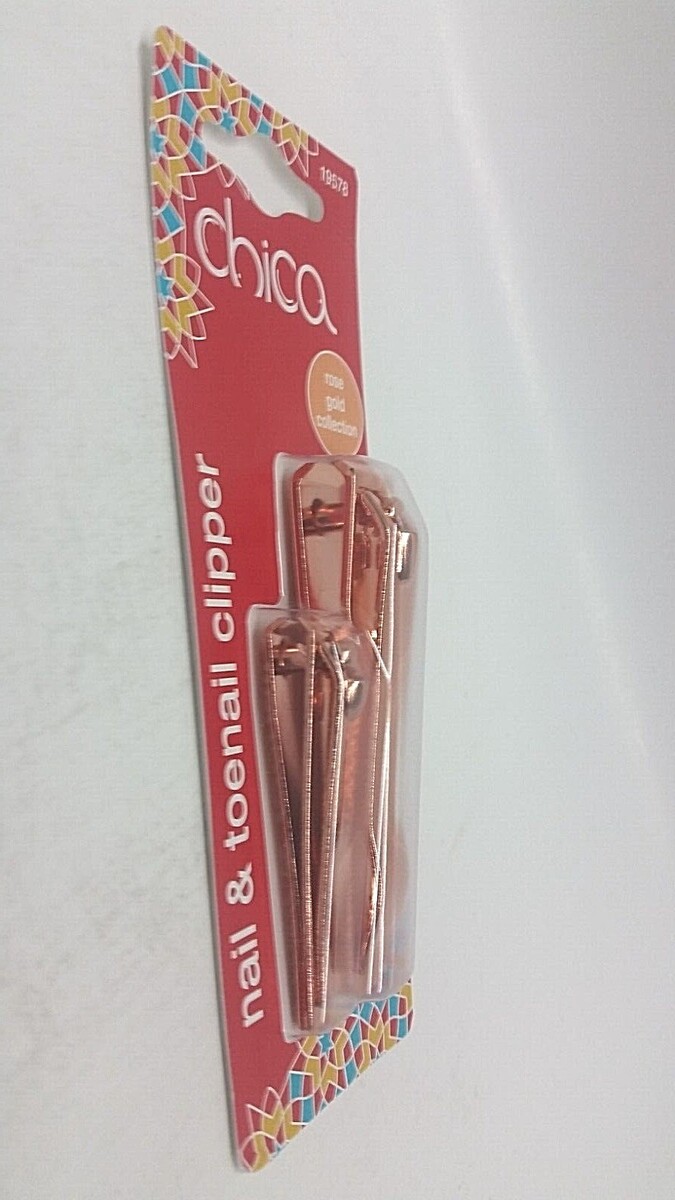 19578
chica
rose
gold
collection
nail & toenail clipper